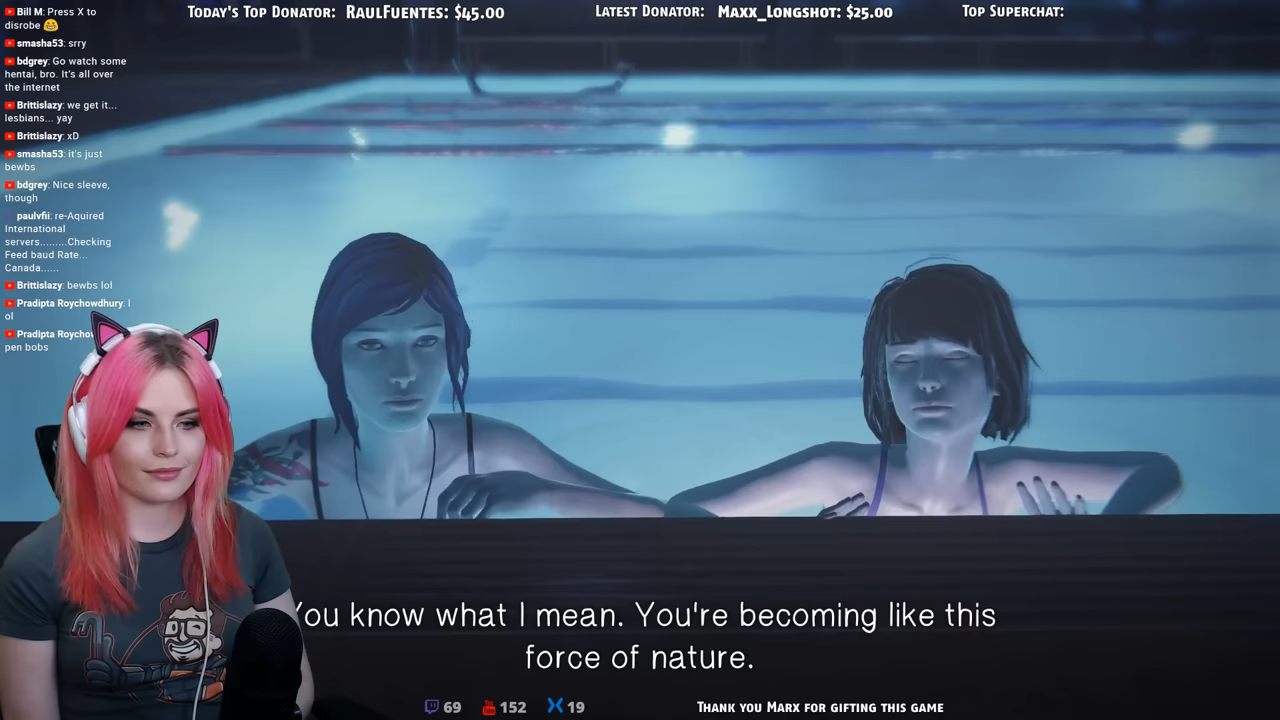 Today's Top Donator: RaulFuentes: $45.00
Latest Donator: Maxx_Longshot: $25.00
Top Superchat:
Bill M: Press X to
disrobe
smasha53: srry
bdgrey: Go watch some
hentai, bro. It's all over
the internet
Brittislazy: we get it...
lesbians... yay
Brittislazy: xD
smasha53: it's just
bewbs
bdgrey: Nice sleeve,
though
paulvfii: re-Aquired
International
servers.........Checking
Feed baud Rate...
Canada......
Brittislazy: bewbs lol
Pradipta Roychowdhury: l
ol
Pradipta Roychow
pen bobs
You know what I mean. You're becoming like this
force of nature.
69
152
19
Thank you Marx for gifting this game